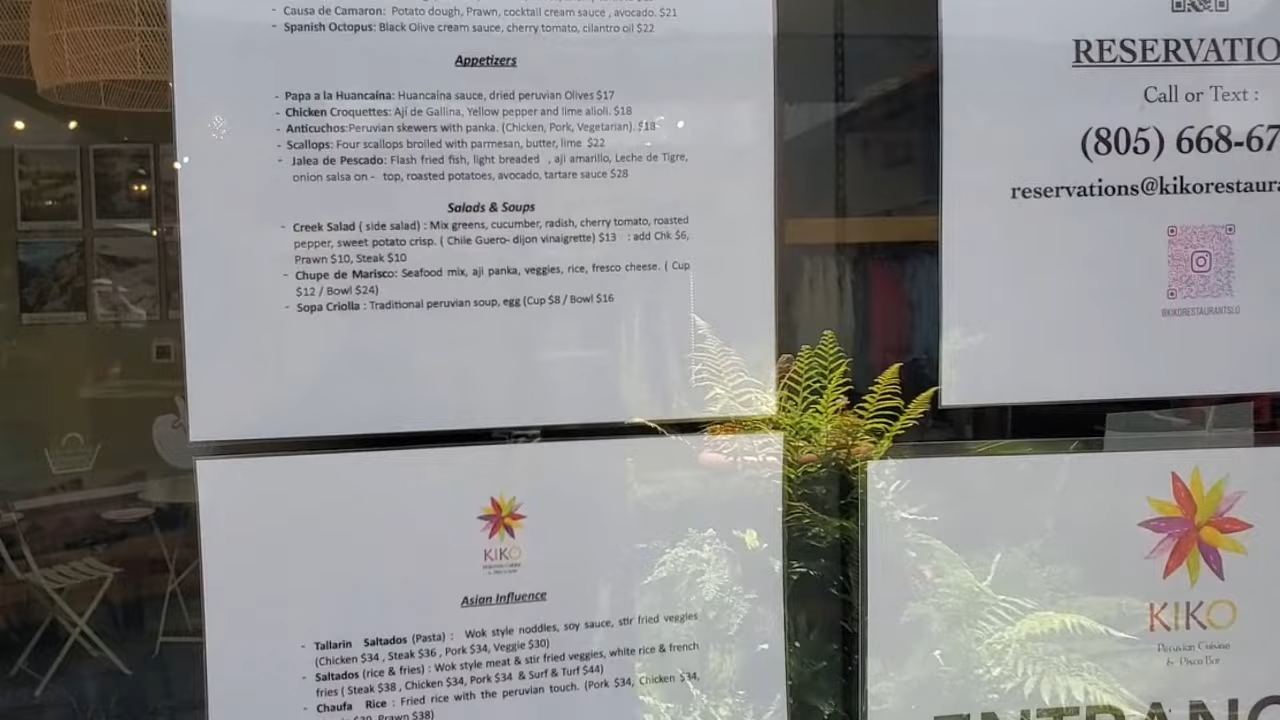 - Causa de Camaron: Potato dough, Prawn, cocktail cream sauce , avocado. $21
- Spanish Octopus: Black Olive cream sauce, cherry tomato, cilantro oil $22
Appetizers
- Papa a la Huancaína: Huancaina sauce, dried peruvian Olives $17
- Chicken Croquettes: Ají de Gallina, Yellow pepper and lime alioli. $18
- Anticuchos:Peruvian skewers with panka. (Chicken, Pork, Vegetarian). $18
- Scallops: Four scallops broiled with parmesan, butter, lime $22
- Jalea de Pescado: Flash fried fish, light breaded , aji amarillo, Leche de Tigre,
onion salsa on - top, roasted potatoes, avocado, tartare sauce $28
Salads & Soups
- Creek Salad ( side salad) : Mix greens, cucumber, radish, cherry tomato, roasted
pepper, sweet potato crisp. ( Chile Guero- dijon vinaigrette) $13 : add Chk $6,
Prawn $10, Steak $10
- Chupe de Marisco: Seafood mix, aji panka, veggies, rice, fresco cheese. ( Cup
$12 / Bowl $24)
- Sopa Criolla : Traditional peruvian soup, egg (Cup $8 / Bowl $16
KIKO
Asian Influence
- Tallarin Saltados (Pasta) : Wok style noddles, soy sauce, stir fried veggies
(Chicken $34 , Steak $36 , Pork $34, Veggie $30)
- Saltados (rice & fries) : Wok style meat & stir fried veggies, white rice & french
fries ( Steak $38 , Chicken $34, Pork $34 & Surf & Turf $44)
- Chaufa Rice : Fried rice with the peruvian touch. (Pork $34, Chicken $34,
Prawn $38)
RESERVATIO
Call or Text :
(805) 668-67
reservations@kikorestaura
@KIKORESTAURANTSLO
KIKO
Peruvian Cuisine
& Pisco Bar
ENTRANC